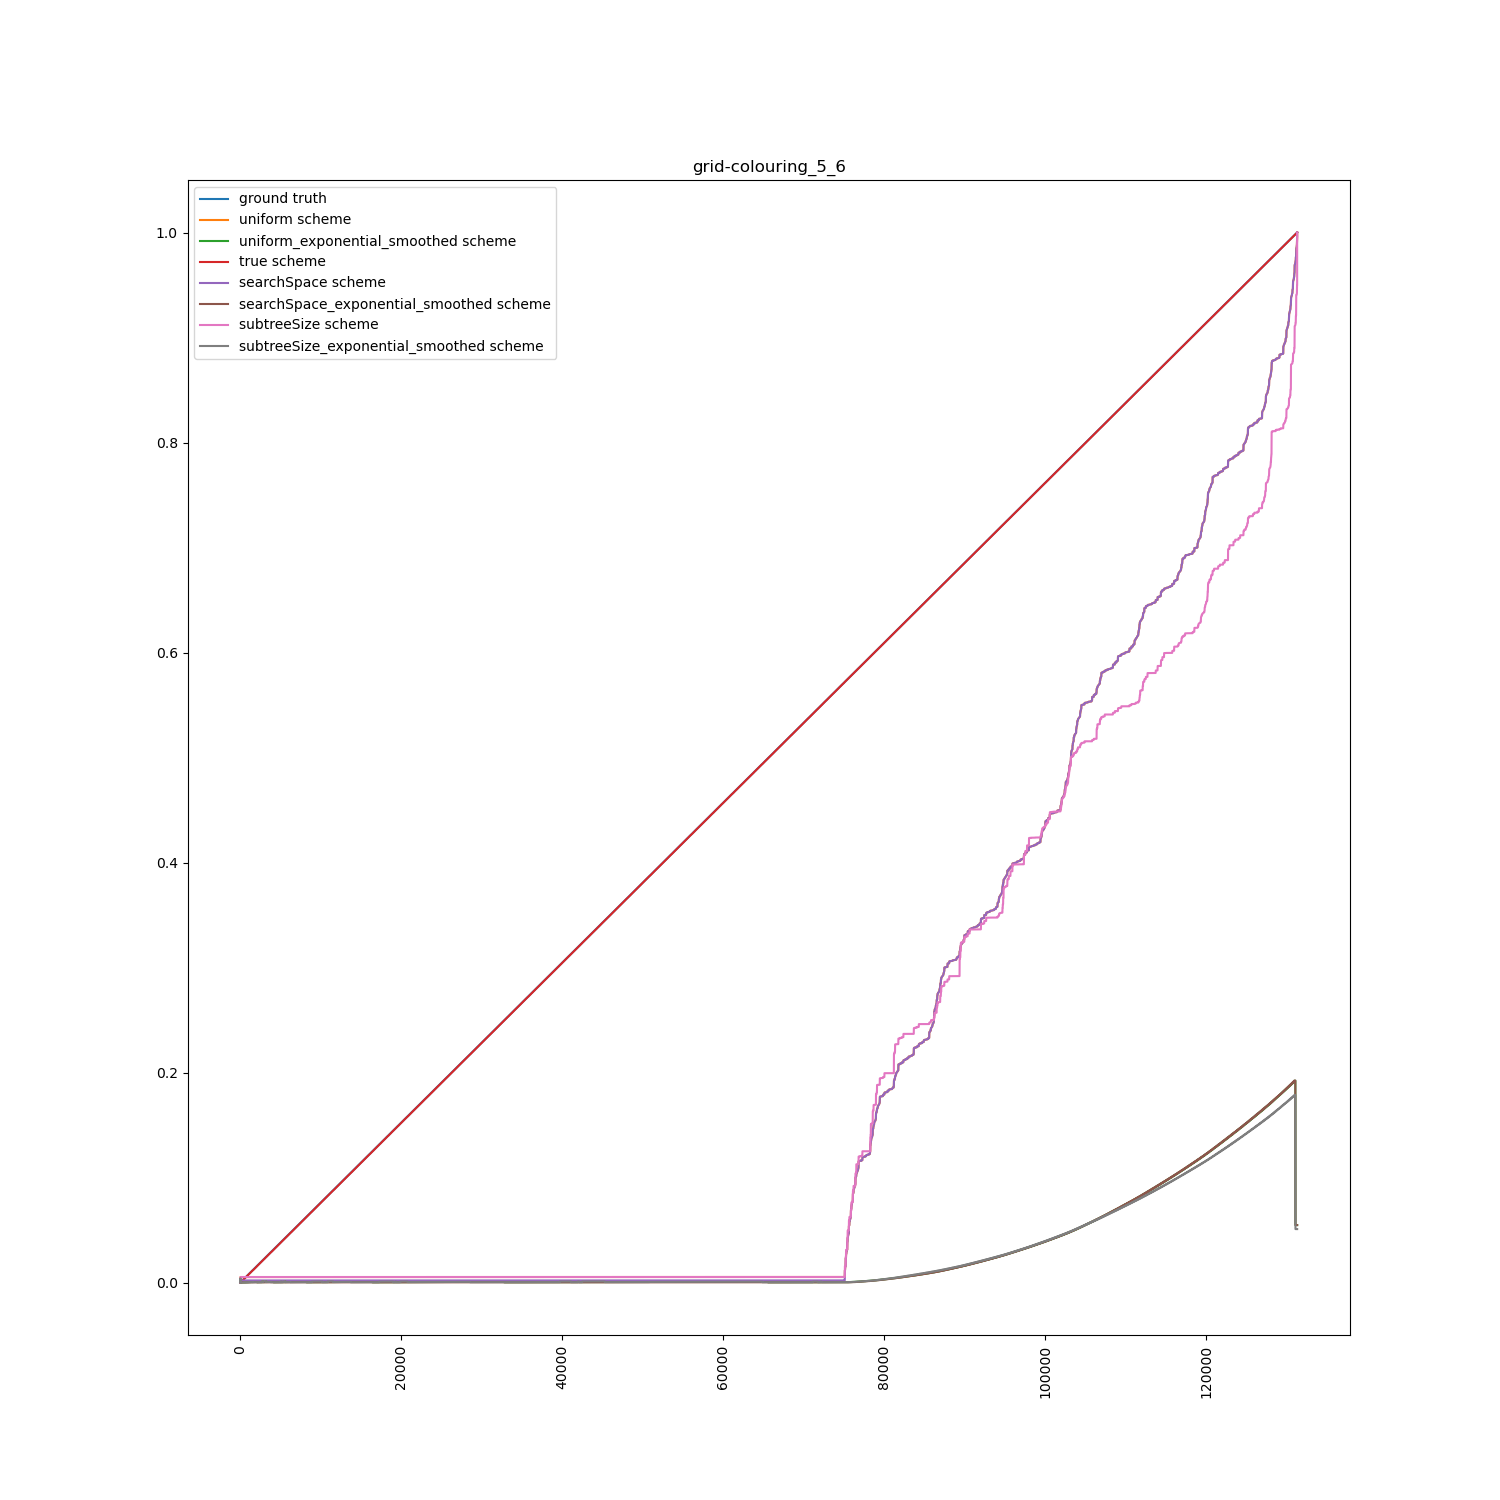 grid-colouring_5_6
ground truth
uniform scheme
uniform_exponential_smoothed scheme
true scheme
searchSpace scheme
searchSpace_exponential_smoothed scheme
subtreeSize scheme
subtreeSize_exponential_smoothed scheme
1.0
0.8
0.6
0.4
0.2
0.0
0
20000
40000
60000
80000
100000
120000